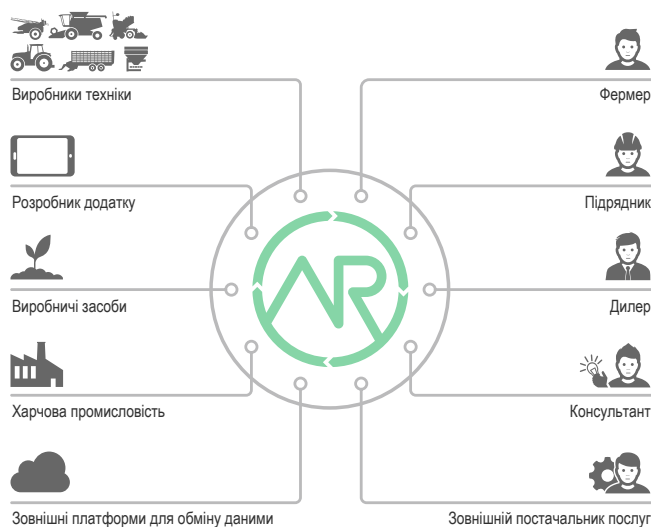 Виробники техніки
Фермер
Розробник додатку
Підрядник
AR
Виробничі засоби
Дилер
Харчова промисловість
Консультант
Зовнішні платформи для обміну даними
Зовнішній постачальник послуг